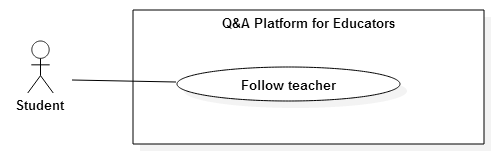 Q&A Platform for Educators
Follow teacher
Student